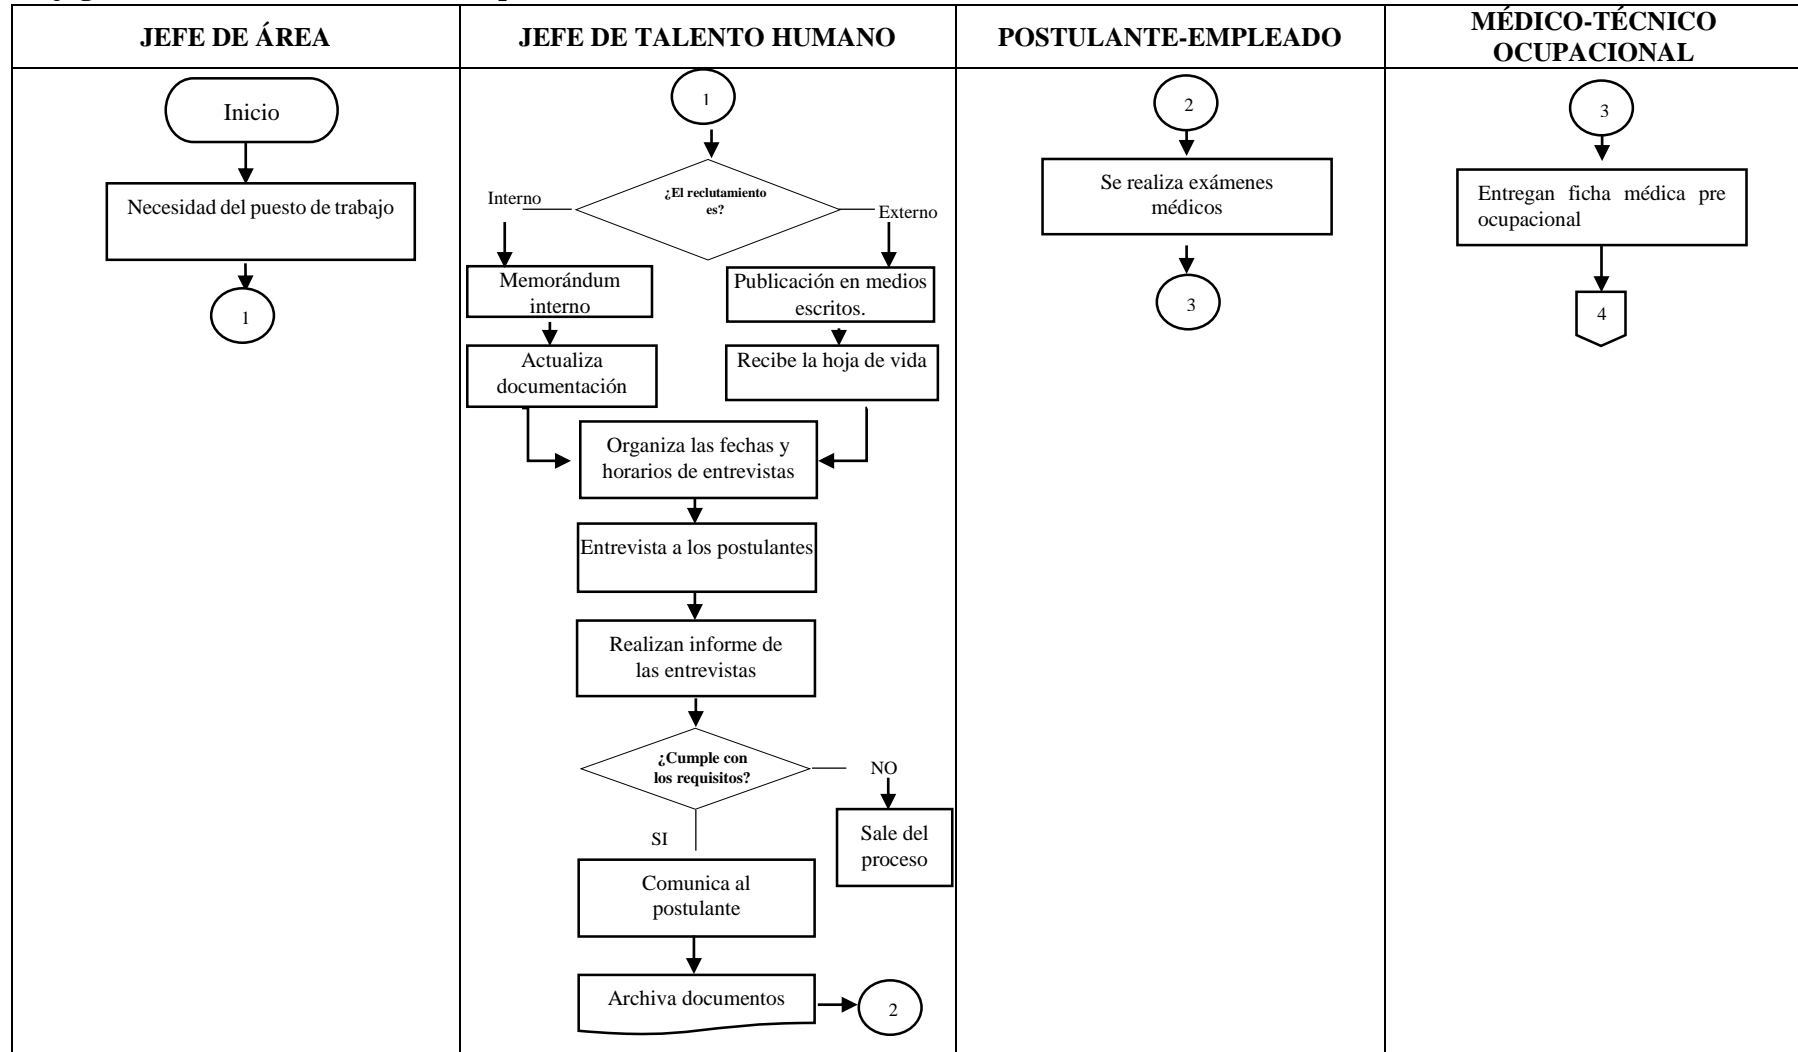 JEFE DE ÁREA
JEFE DE TALENTO HUMANO
POSTULANTE-EMPLEADO
MÉDICO-TÉCNICO
OCUPACIONAL
Inicio
Necesidad del puesto de trabajo
1
1
¿El reclutamiento
es?
Interno
Externo
Memorándum
interno
Publicación en medios
escritos.
Actualiza
documentación
Recibe la hoja de vida
Organiza las fechas y
horarios de entrevistas
Entrevista a los postulantes
Realizan informe de
las entrevistas
¿Cumple con
los requisitos?
NO
SI
Sale del
proceso
Comunica al
postulante
Archiva documentos
2
2
Se realiza exámenes
médicos
3
3
Entregan ficha médica pre
ocupacional
4